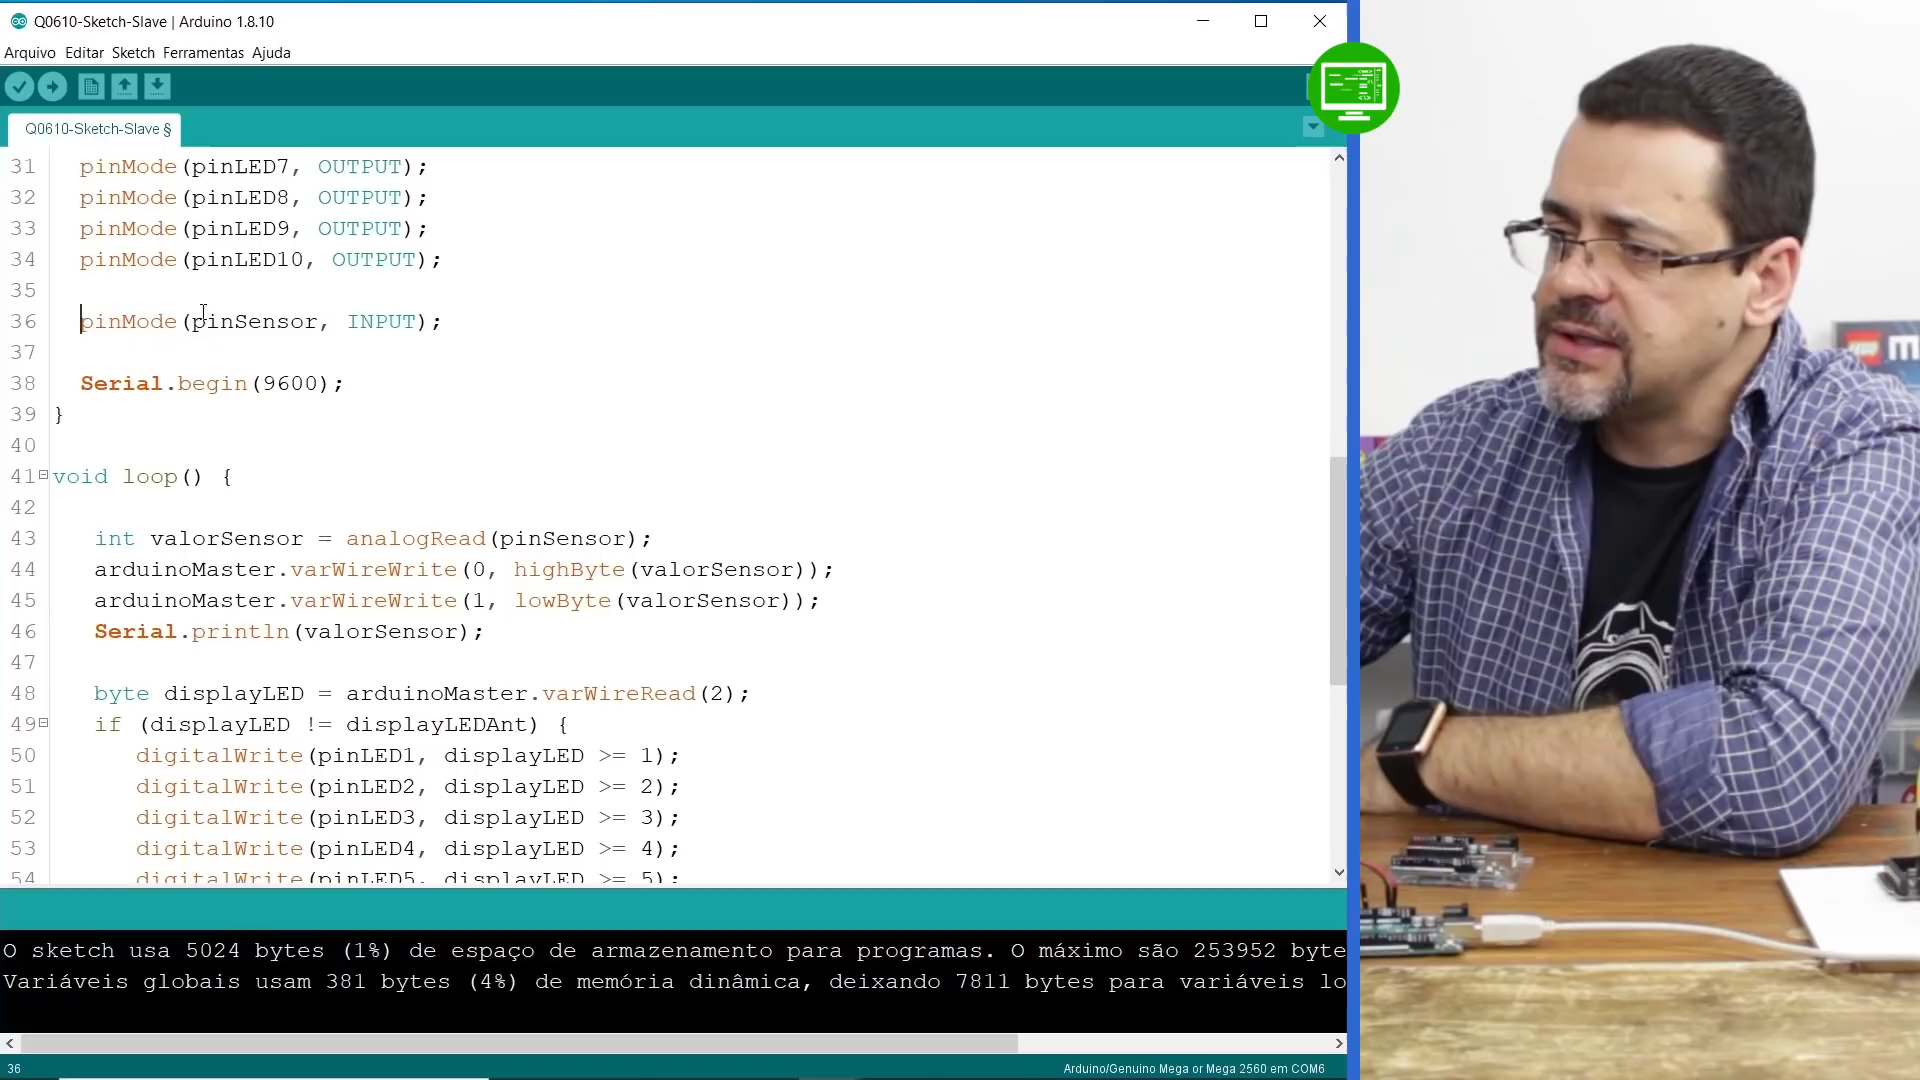 Q0610-Sketch-Slave | Arduino 1.8.10
Arquivo Editar Sketch Ferramentas Ajuda
Q0610-Sketch-Slave §
31 pinMode(pinLED7, OUTPUT);
32 pinMode(pinLED8, OUTPUT);
33 pinMode(pinLED9, OUTPUT);
34 pinMode(pinLED10, OUTPUT);
35
36 pinMode(pinSensor, INPUT);
37
38 Serial.begin(9600);
39 }
40
41 void loop() {
42
43 int valorSensor = analogRead(pinSensor);
44 arduinoMaster.varWireWrite(0, highByte(valorSensor));
45 arduinoMaster.varWireWrite(1, lowByte(valorSensor));
46 Serial.println(valorSensor);
47
48 byte displayLED = arduinoMaster.varWireRead(2);
49 if (displayLED != displayLEDAnt) {
50 digitalWrite(pinLED1, displayLED >= 1);
51 digitalWrite(pinLED2, displayLED >= 2);
52 digitalWrite(pinLED3, displayLED >= 3);
53 digitalWrite(pinLED4, displayLED >= 4);
54 digitalWrite(pinLED5, displayLED >= 5);
O sketch usa 5024 bytes (1%) de espaço de armazenamento para programas. O máximo são 253952 byte
Variáveis globais usam 381 bytes (4%) de memória dinâmica, deixando 7811 bytes para variáveis lo
36
Arduino/Genuino Mega or Mega 2560 em COM6